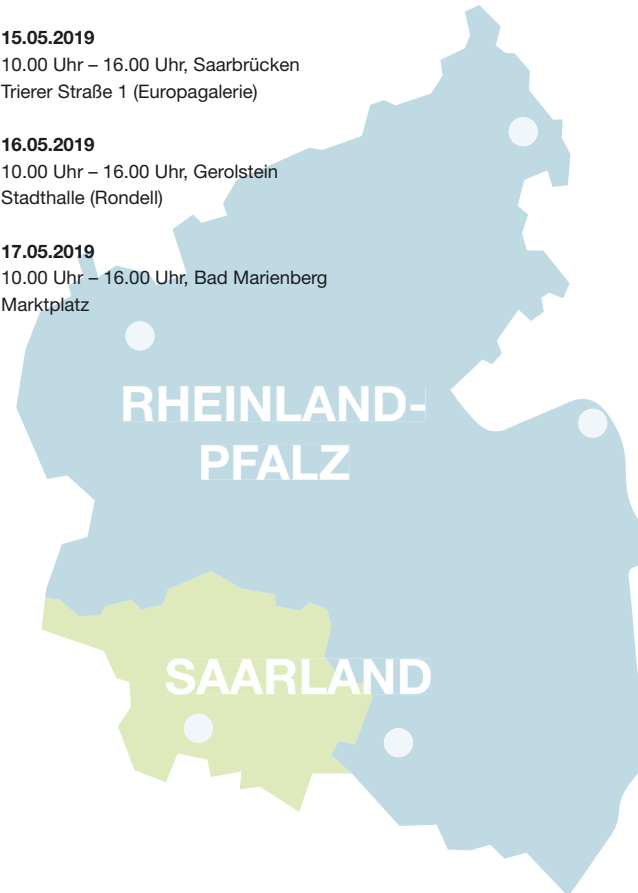 15.05.2019
10.00 Uhr – 16.00 Uhr, Saarbrücken
Trierer Straße 1 (Europagalerie)
16.05.2019
10.00 Uhr – 16.00 Uhr, Gerolstein
Stadthalle (Rondell)
17.05.2019
10.00 Uhr – 16.00 Uhr, Bad Marienberg
Marktplatz
RHEINLAND-
PFALZ
SAARLAND